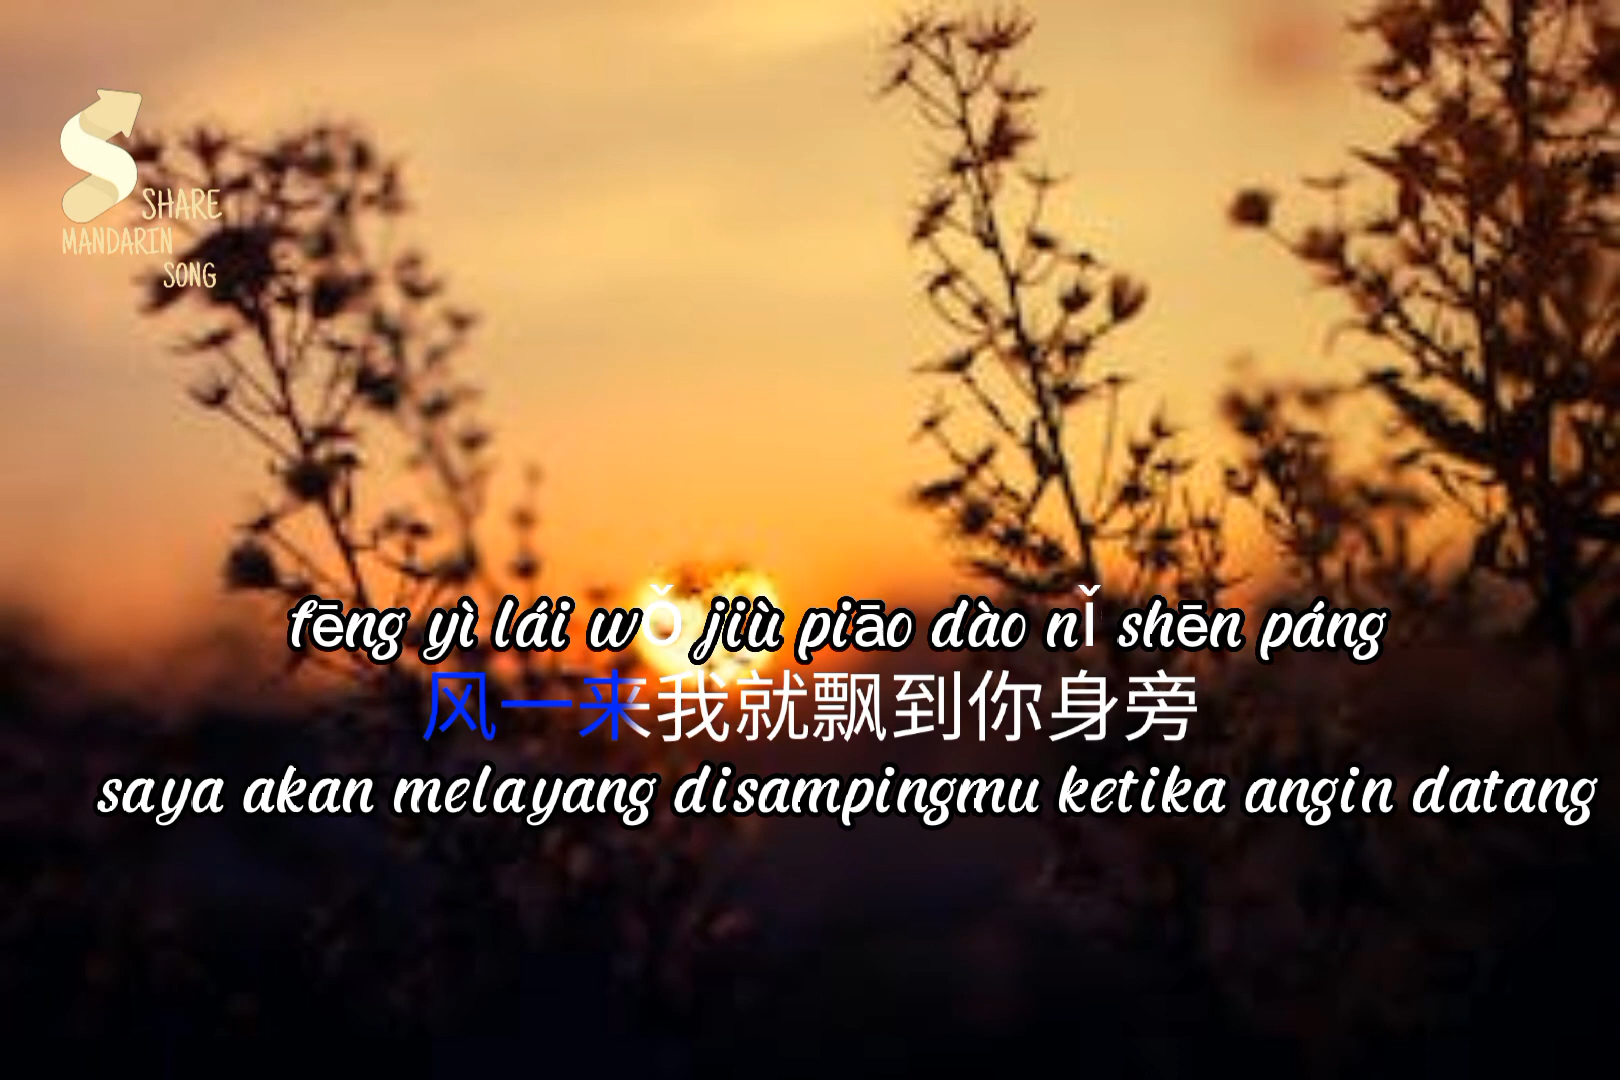 SHARE
MANDARIN
SONG
fēng yì lái wǒ jiù piāo dào nǐ shēn páng
风一来我就飘到你身旁
saya akan melayang disampingmu ketika angin datang